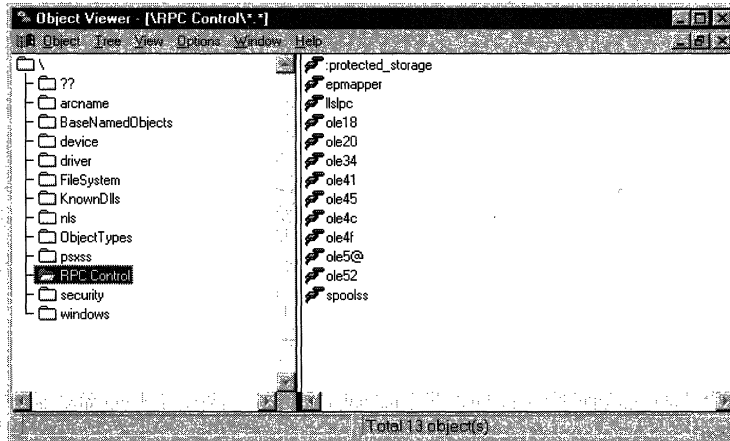 Object Viewer - [\RPC Control\*.*]
Object Tree View Options Window Help
\
??
arcname
BaseNamedObjects
device
driver
FileSystem
KnownDlls
nls
ObjectTypes
psxss
RPC Control
security
windows
:protected_storage
epmapper
llslpc
ole18
ole20
ole34
ole41
ole45
ole4c
ole4f
ole5@
ole52
spoolss
Total 13 object(s)